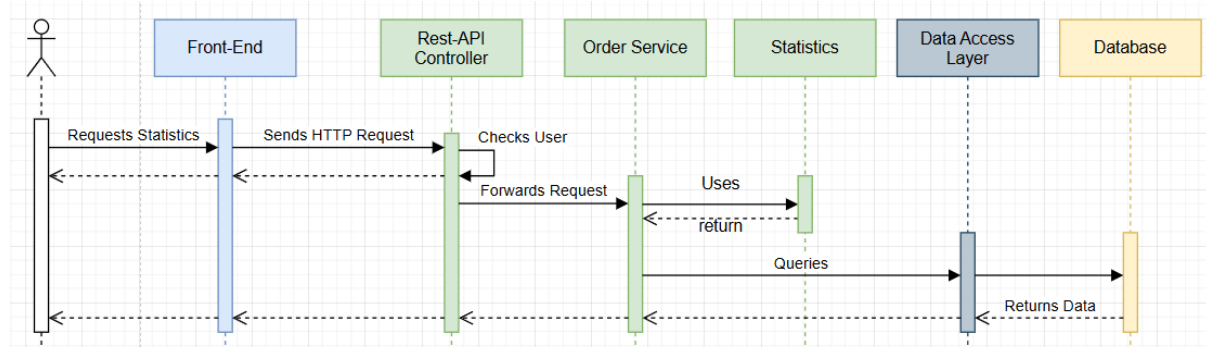 Front-End
Rest-API
Controller
Order Service
Statistics
Data Access
Layer
Database
Requests Statistics
Sends HTTP Request
Checks User
Forwards Request
Uses
return
Queries
Returns Data